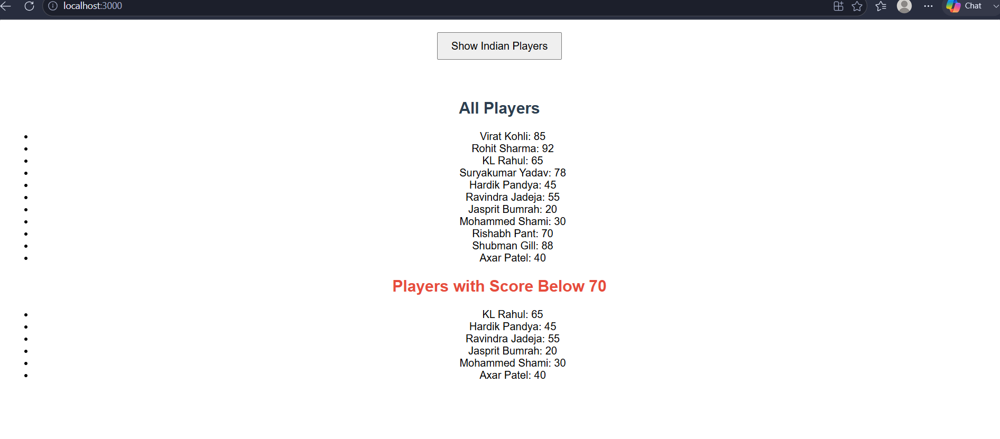 localhost:3000
Chat
Show Indian Players
All Players
• Virat Kohli: 85
• Rohit Sharma: 92
• KL Rahul: 65
• Suryakumar Yadav: 78
• Hardik Pandya: 45
• Ravindra Jadeja: 55
• Jasprit Bumrah: 20
• Mohammed Shami: 30
• Rishabh Pant: 70
• Shubman Gill: 88
• Axar Patel: 40
Players with Score Below 70
• KL Rahul: 65
• Hardik Pandya: 45
• Ravindra Jadeja: 55
• Jasprit Bumrah: 20
• Mohammed Shami: 30
• Axar Patel: 40